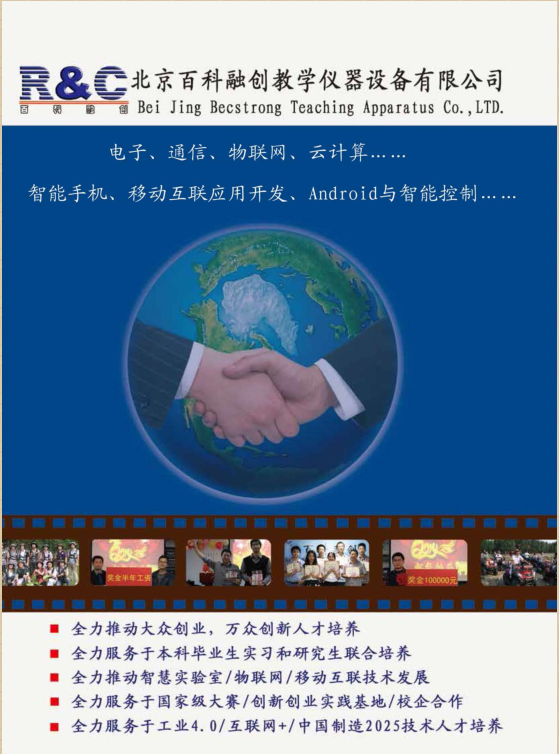 R&C
百科融创
北京百科融创教学仪器设备有限公司
Bei Jing Becstrong Teaching Apparatus Co.,LTD.
电子、通信、物联网、云计算……
智能手机、移动互联应用开发、Android与智能控制……
奖金半年工资
奖金100000元
■ 全力推动大众创业，万众创新人才培养
■ 全力服务于本科毕业生实习和研究生联合培养
■ 全力推动智慧实验室/物联网/移动互联技术发展
■ 全力服务于国家级大赛/创新创业实践基地/校企合作
■ 全力服务于工业4.0/互联网+/中国制造2025技术人才培养